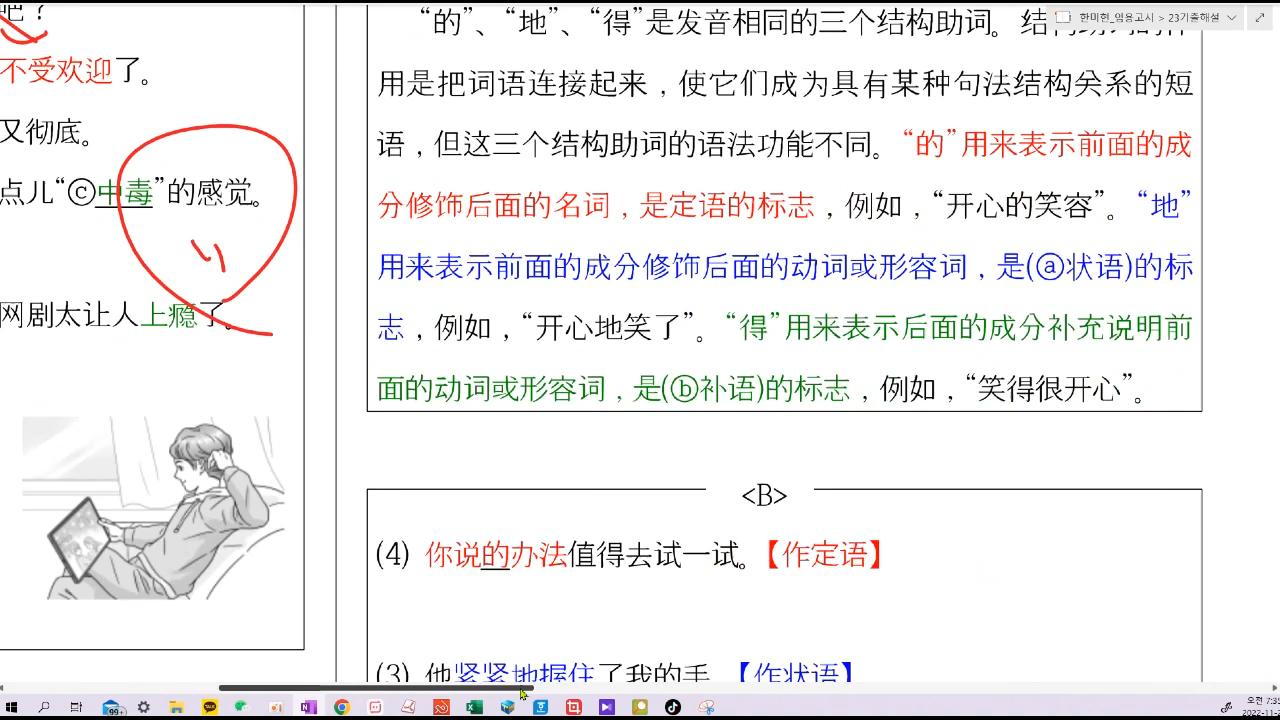 吧？
不受欢迎了。
又彻底。
点儿“ⓒ中毒”的感觉。
网剧太让人上瘾了。
한미현_임용고시 > 23기출해설
“的”、“地”、“得”是发音相同的三个结构助词。
用是把词语连接起来，使它们成为具有某种句法结构关系的短
语，但这三个结构助词的语法功能不同。“的”用来表示前面的成
分修饰后面的名词，是定语的标志，例如，“开心的笑容”。“地”
用来表示前面的成分修饰后面的动词或形容词，是(ⓐ状语)的标
志，例如，“开心地笑了”。“得”用来表示后面的成分补充说明前
面的动词或形容词，是(ⓑ补语)的标志，例如，“笑得很开心”。
<B>
(4) 你说的办法值得去试一试。【作定语】
(3) 他紧紧地握住了我的手 【作状语】
99+
TALK
오전 7:3
2022-11-2